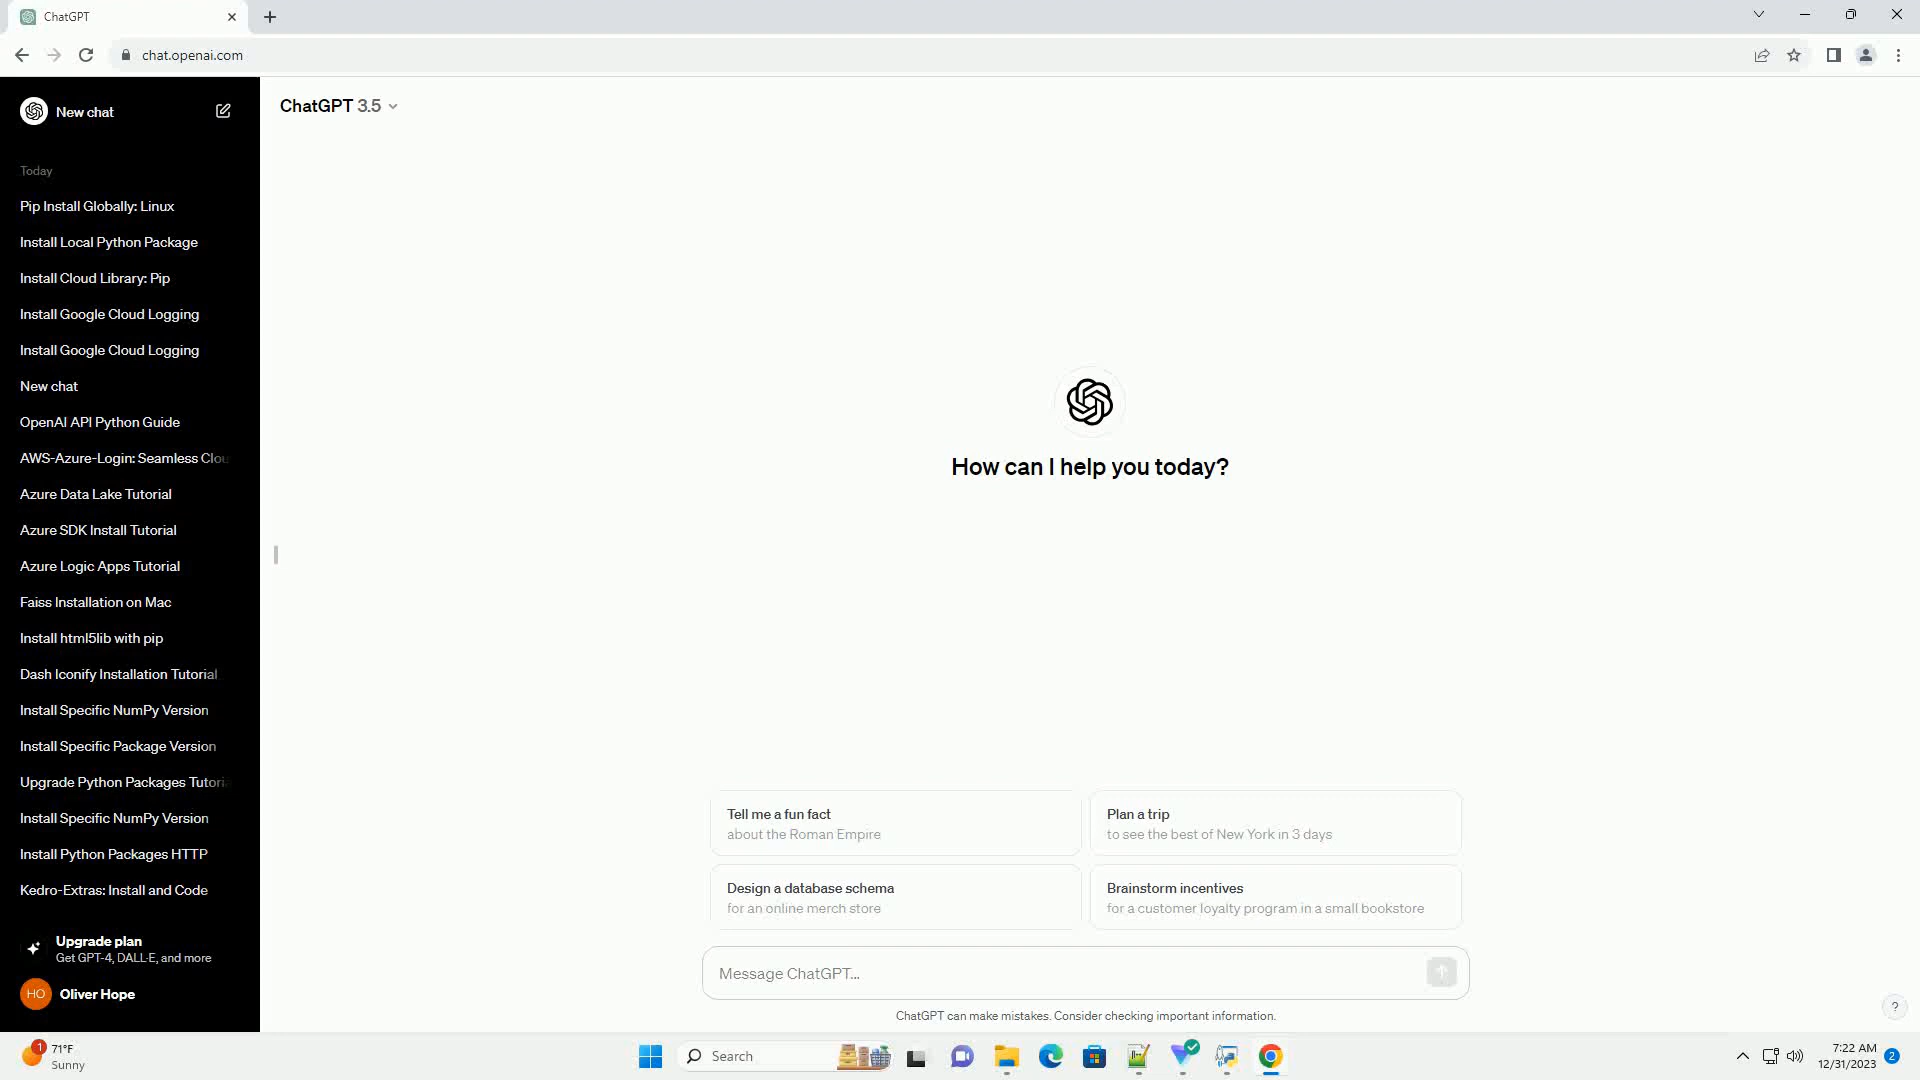 ChatGPT
chat.openai.com
New chat
ChatGPT 3.5
Today
Pip Install Globally: Linux
Install Local Python Package
Install Cloud Library: Pip
Install Google Cloud Logging
Install Google Cloud Logging
New chat
OpenAI API Python Guide
AWS-Azure-Login: Seamless Clou
Azure Data Lake Tutorial
Azure SDK Install Tutorial
Azure Logic Apps Tutorial
Faiss Installation on Mac
Install html5lib with pip
Dash Iconify Installation Tutorial
Install Specific NumPy Version
Install Specific Package Version
Upgrade Python Packages Tutoria
Install Specific NumPy Version
Install Python Packages HTTP
Kedro-Extras: Install and Code
Upgrade plan
Get GPT-4, DALL·E, and more
HO
Oliver Hope
How can I help you today?
Tell me a fun fact
about the Roman Empire
Plan a trip
to see the best of New York in 3 days
Design a database schema
for an online merch store
Brainstorm incentives
for a customer loyalty program in a small bookstore
Message ChatGPT...
ChatGPT can make mistakes. Consider checking important information.
?
1
71°F
Sunny
Search
7:22 AM
12/31/2023
2